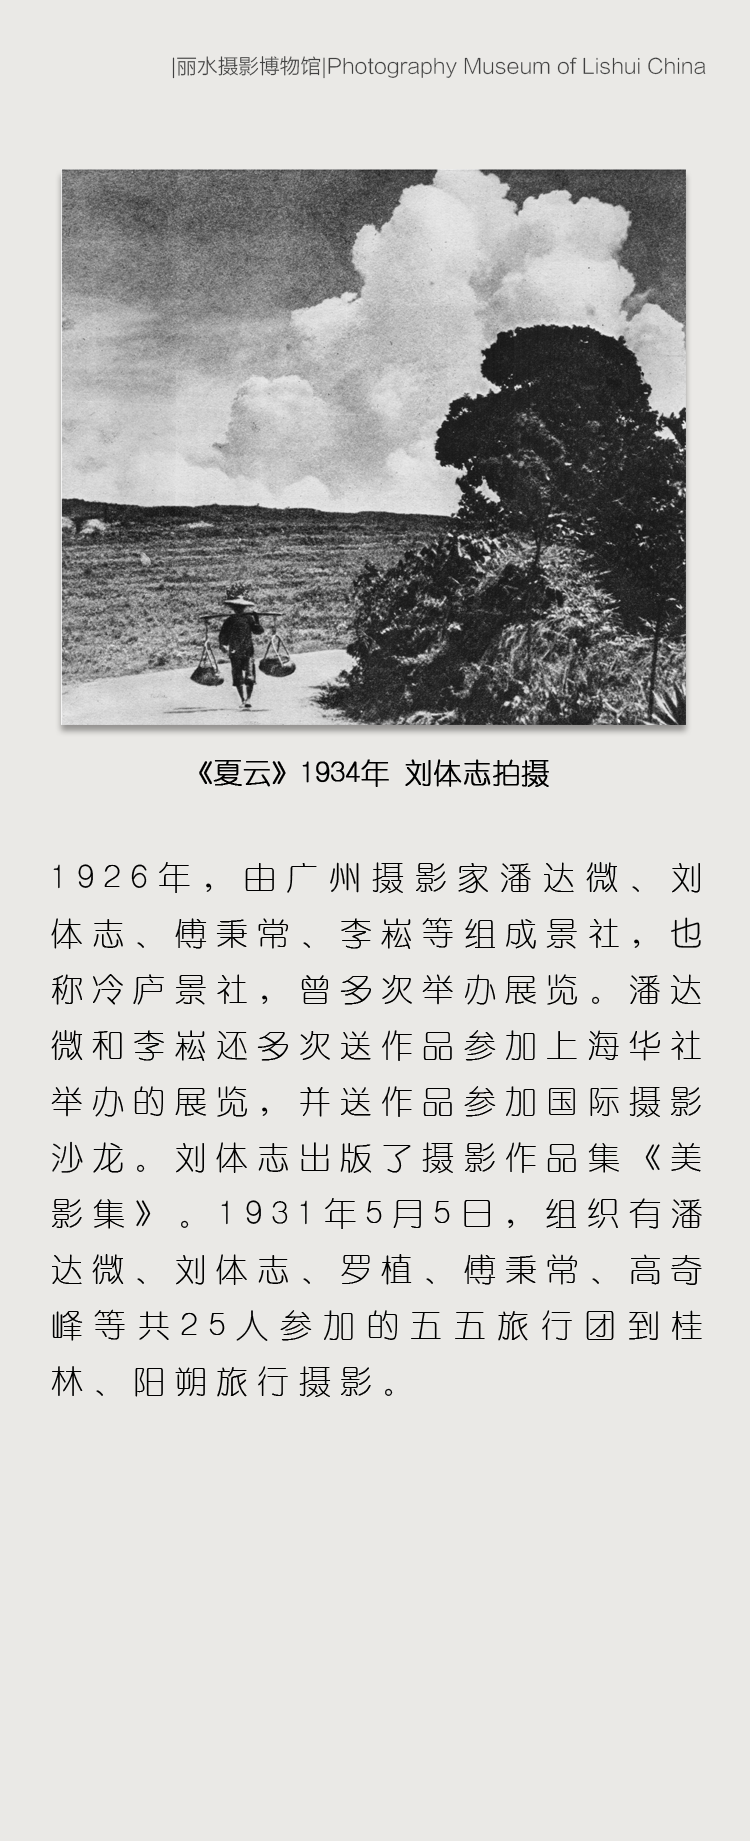 |丽水摄影博物馆|Photography Museum of Lishui China
《夏云》1934年 刘体志拍摄
1926年，由广州摄影家潘达微、刘
体志、傅秉常、李崧等组成景社，也
称冷庐景社，曾多次举办展览。潘达
微和李崧还多次送作品参加上海华社
举办的展览，并送作品参加国际摄影
沙龙。刘体志出版了摄影作品集《美
影集》。1931年5月5日，组织有潘
达微、刘体志、罗植、傅秉常、高奇
峰等共25人参加的五五旅行团到桂
林、阳朔旅行摄影。